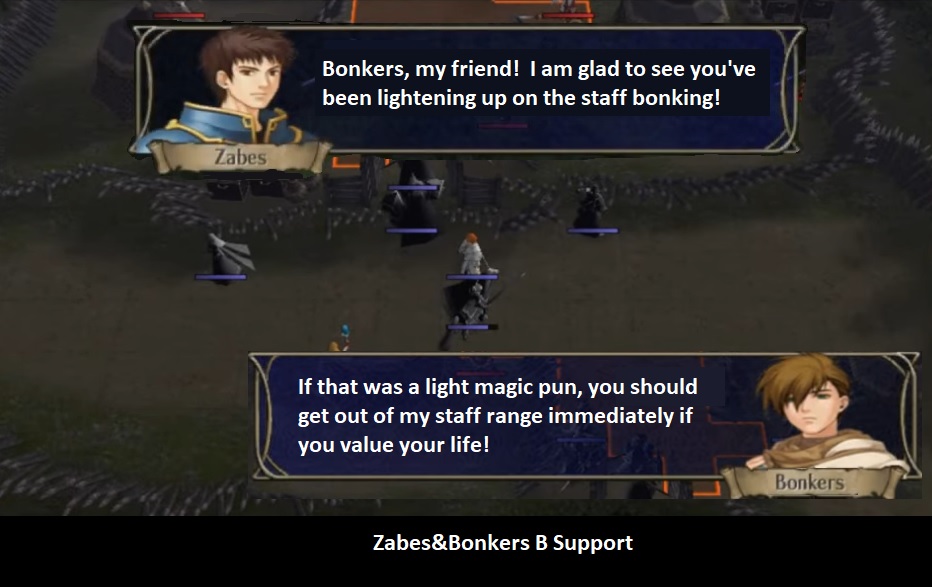 Bonkers, my friend!  I am glad to see you've
been lightening up on the staff bonking!
Zabes
If that was a light magic pun, you should
get out of my staff range immediately if
you value your life!
Bonkers
Zabes&Bonkers B Support